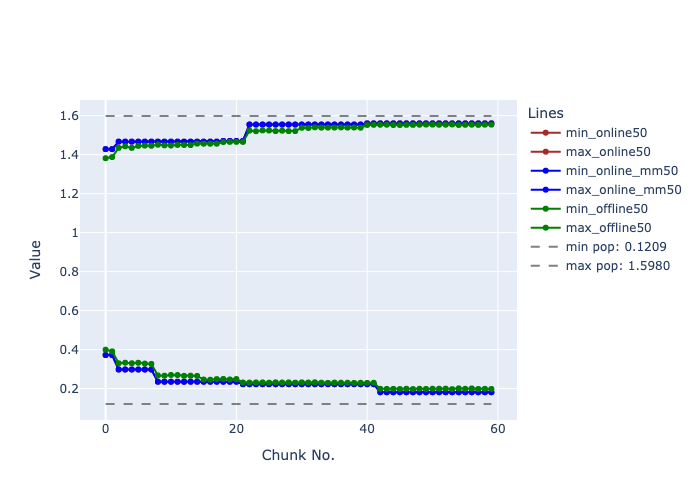 Lines
min_online50
max_online50
min_online_mm50
max_online_mm50
min_offline50
max_offline50
min pop: 0.1209
max pop: 1.5980
1.6
1.4
1.2
1
0.8
0.6
0.4
0.2
Value
0
20
40
60
Chunk No.